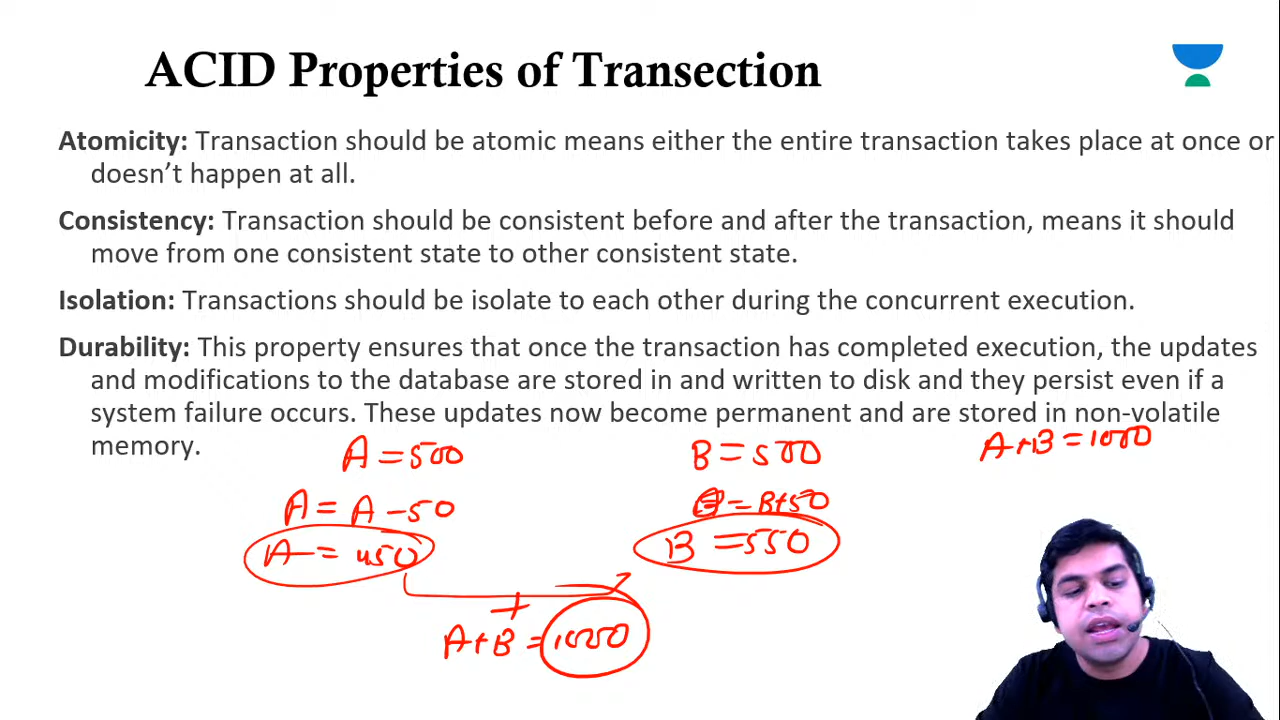 ACID Properties of Transection
Atomicity: Transaction should be atomic means either the entire transaction takes place at once or
doesn't happen at all.
Consistency: Transaction should be consistent before and after the transaction, means it should
move from one consistent state to other consistent state.
Isolation: Transactions should be isolate to each other during the concurrent execution.
Durability: This property ensures that once the transaction has completed execution, the updates
and modifications to the database are stored in and written to disk and they persist even if a
system failure occurs. These updates now become permanent and are stored in non-volatile
memory.
A = 500 B = 500 A+B = 1000
A = A - 50 B = B+50
A = 450 B = 550
+
A+B = 1000